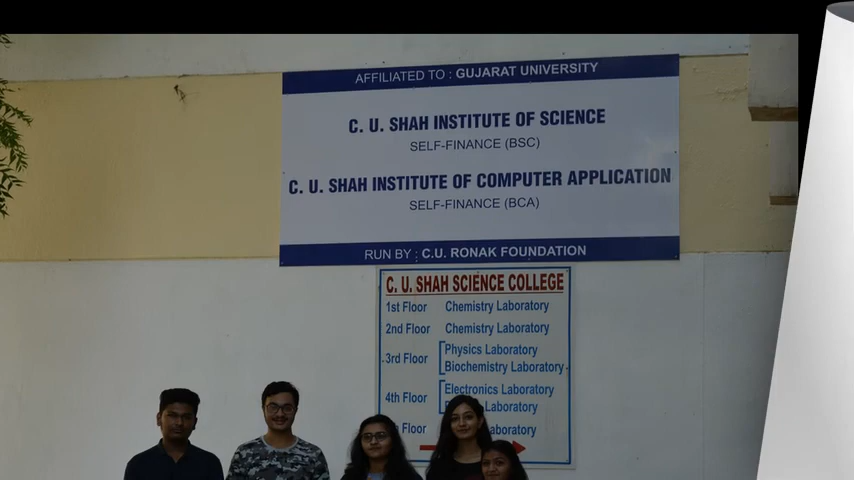 AFFILIATED TO : GUJARAT UNIVERSITY
C. U. SHAH INSTITUTE OF SCIENCE
SELF-FINANCE (BSC)
C. U. SHAH INSTITUTE OF COMPUTER APPLICATION
SELF-FINANCE (BCA)
RUN BY : C.U. RONAK FOUNDATION
C. U. SHAH SCIENCE COLLEGE
1st Floor Chemistry Laboratory
2nd Floor Chemistry Laboratory
3rd Floor Physics Laboratory
Biochemistry Laboratory
4th Floor Electronics Laboratory
Laboratory
Floor